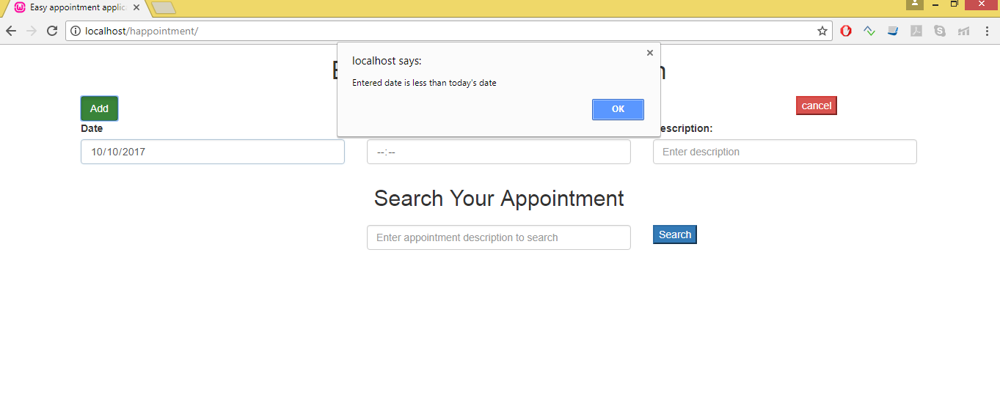 Easy appointment applic
localhost/happointment/
localhost says:
Entered date is less than today's date
OK
Add
cancel
Date
escription:
10/10/2017
--:--
Enter description
Search Your Appointment
Enter appointment description to search
Search